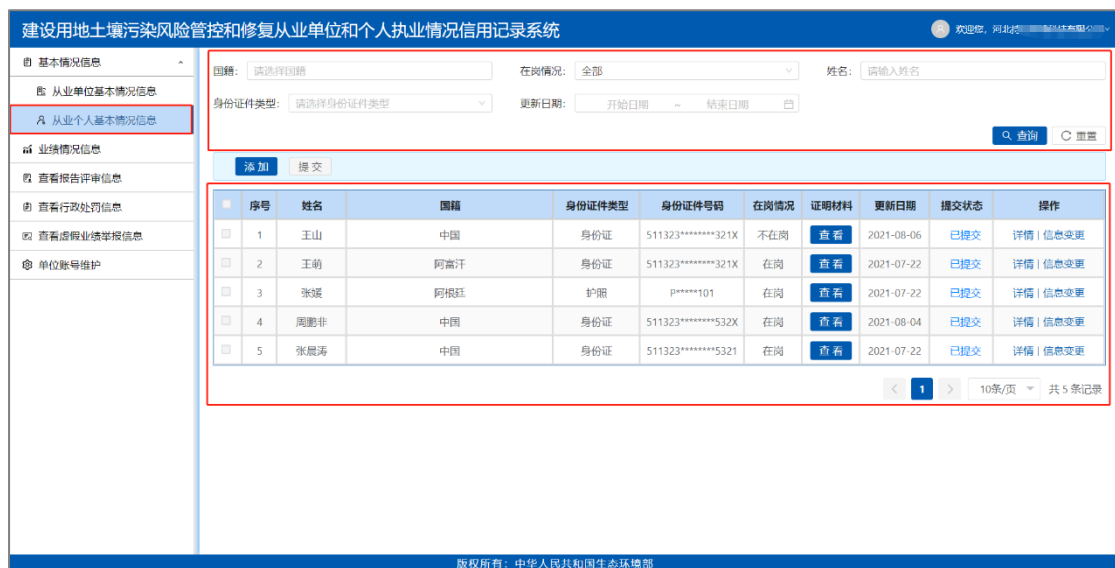 建设用地土壤污染风险管控和修复从业单位和个人执业情况信用记录系统
欢迎您，河北
基本情况信息
从业单位基本情况信息
从业个人基本情况信息
业绩情况信息
查看报告评审信息
查看行政处罚信息
查看虚假业绩举报信息
单位账号维护
国籍： 请选择国籍 在岗情况： 全部 姓名： 请输入姓名
身份证件类型： 请选择身份证件类型 更新日期： 开始日期 ~ 结束日期
查询 重置
添加 提交
序号 姓名 国籍 身份证件类型 身份证件号码 在岗情况 证明材料 更新日期 提交状态 操作
1 王山 中国 身份证 511323********321X 不在岗 查看 2021-08-06 已提交 详情 | 信息变更
2 王萌 阿富汗 身份证 511323********321X 在岗 查看 2021-07-22 已提交 详情 | 信息变更
3 张媛 阿根廷 护照 P*****101 在岗 查看 2021-07-22 已提交 详情 | 信息变更
4 周鹏非 中国 身份证 511323********532X 在岗 查看 2021-08-04 已提交 详情 | 信息变更
5 张晨涛 中国 身份证 511323********5321 在岗 查看 2021-07-22 已提交 详情 | 信息变更
< 1 > 10条/页 共 5 条记录
版权所有：中华人民共和国生态环境部